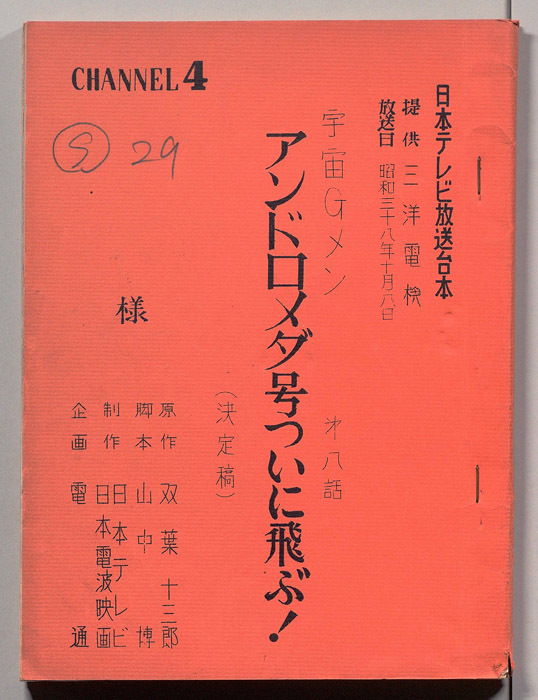 CHANNEL 4
S 29
日本テレビ放送台本
提供 三洋電機
放送日 昭和三十八年十月八日
宇宙Gメン 第八話
アンドロメダ号ついに飛ぶ!
(決定稿)
様
原作 双葉十三郎
脚本 山中博
制作 日本テレビ
日本電波映画
企画 電通